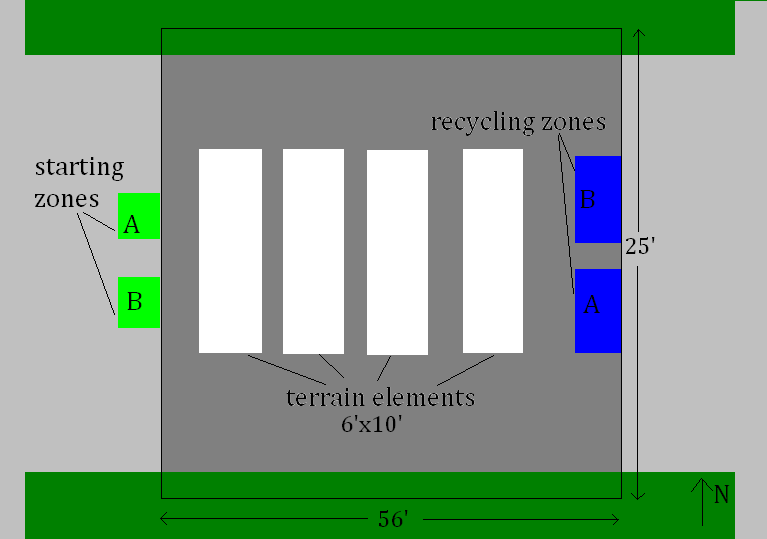 recycling zones
starting
zones
A
B
B
A
25'
terrain elements
6'x10'
N
56'